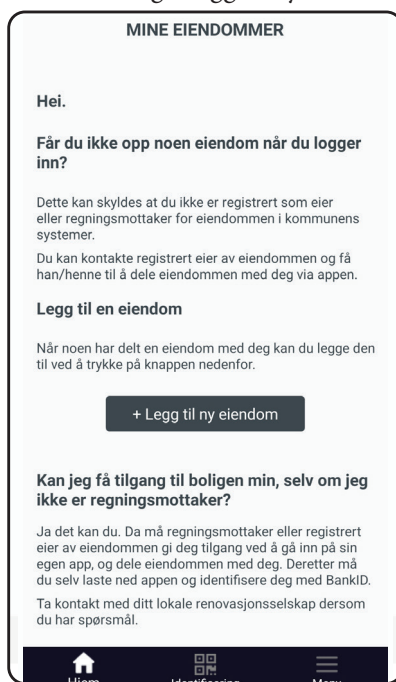 MINE EIENDOMMER
Hei.
Får du ikke opp noen eiendom når du logger
inn?
Dette kan skyldes at du ikke er registrert som eier
eller regningsmottaker for eiendommen i kommunens
systemer.
Du kan kontakte registrert eier av eiendommen og få
han/henne til å dele eiendommen med deg via appen.
Legg til en eiendom
Når noen har delt en eiendom med deg kan du legge den
til ved å trykke på knappen nedenfor.
+ Legg til ny eiendom
Kan jeg få tilgang til boligen min, selv om jeg
ikke er regningsmottaker?
Ja det kan du. Da må regningsmottaker eller registrert
eier av eiendommen gi deg tilgang ved å gå inn på sin
egen app, og dele eiendommen med deg. Deretter må
du selv laste ned appen og identifisere deg med BankID.
Ta kontakt med ditt lokale renovasjonsselskap dersom
du har spørsmål.
Hjem